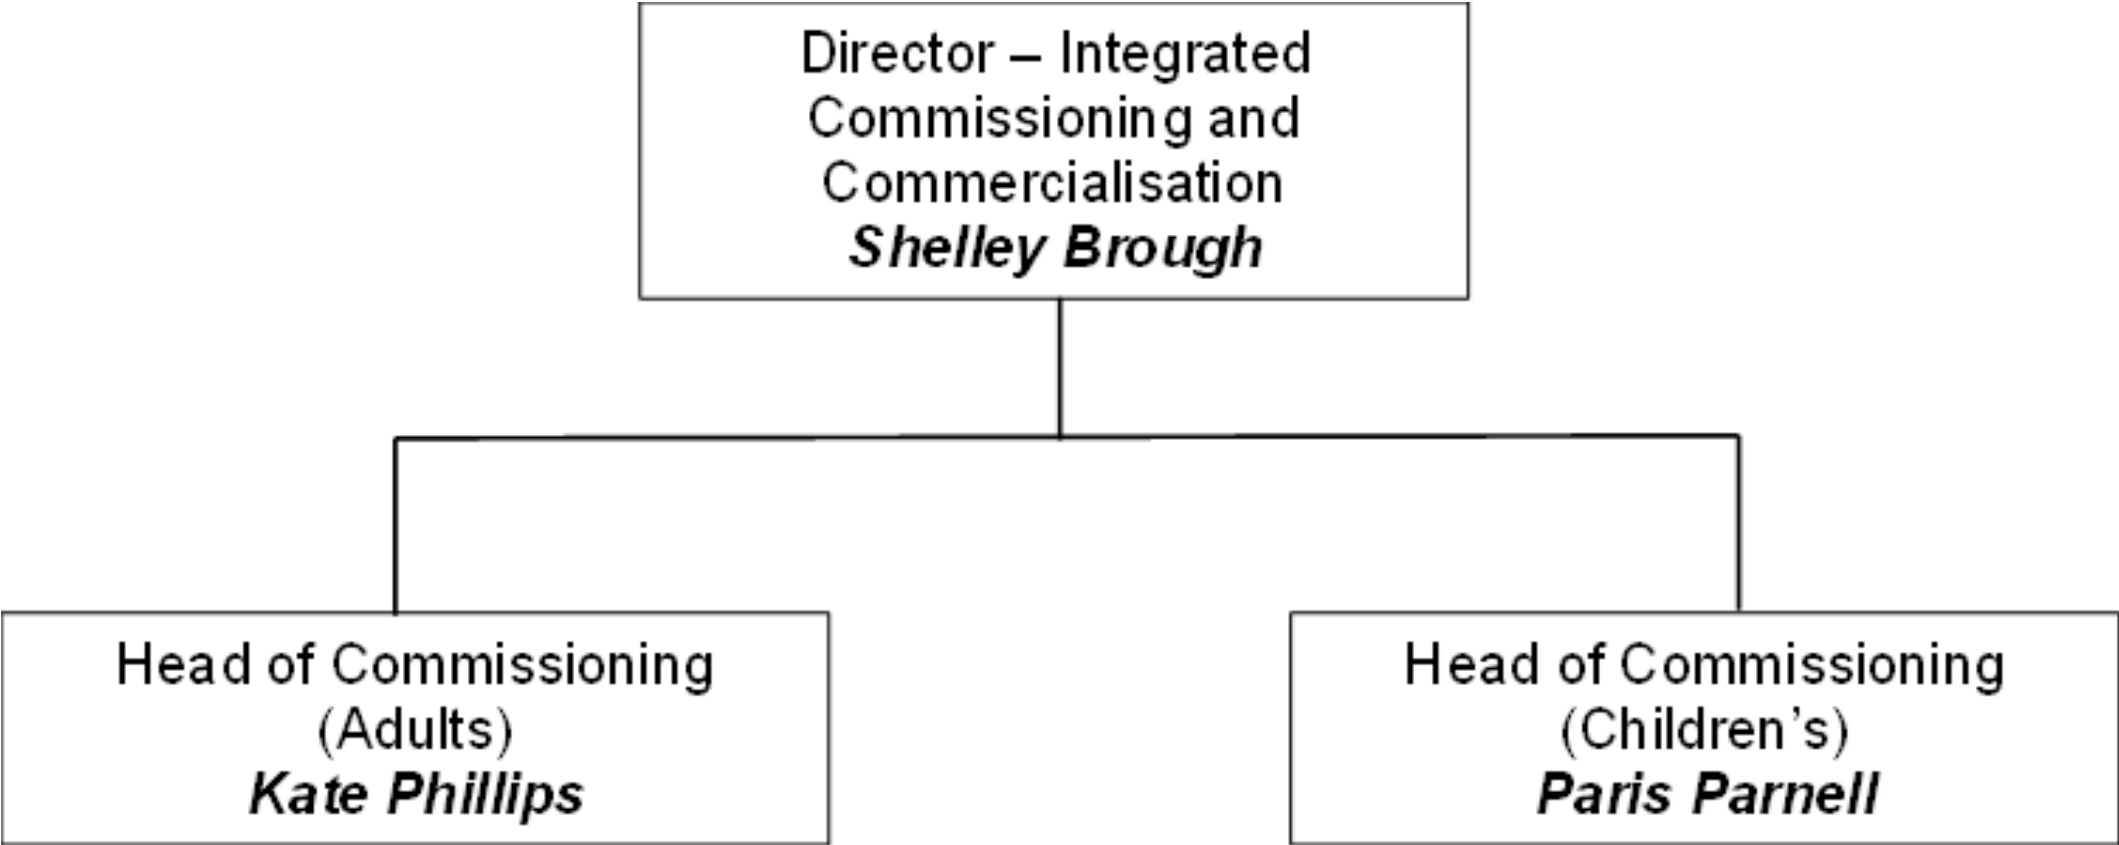 Director – Integrated
Commissioning and
Commercialisation
Shelley Brough
Head of Commissioning
(Adults)
Kate Phillips
Head of Commissioning
(Children’s)
Paris Parnell